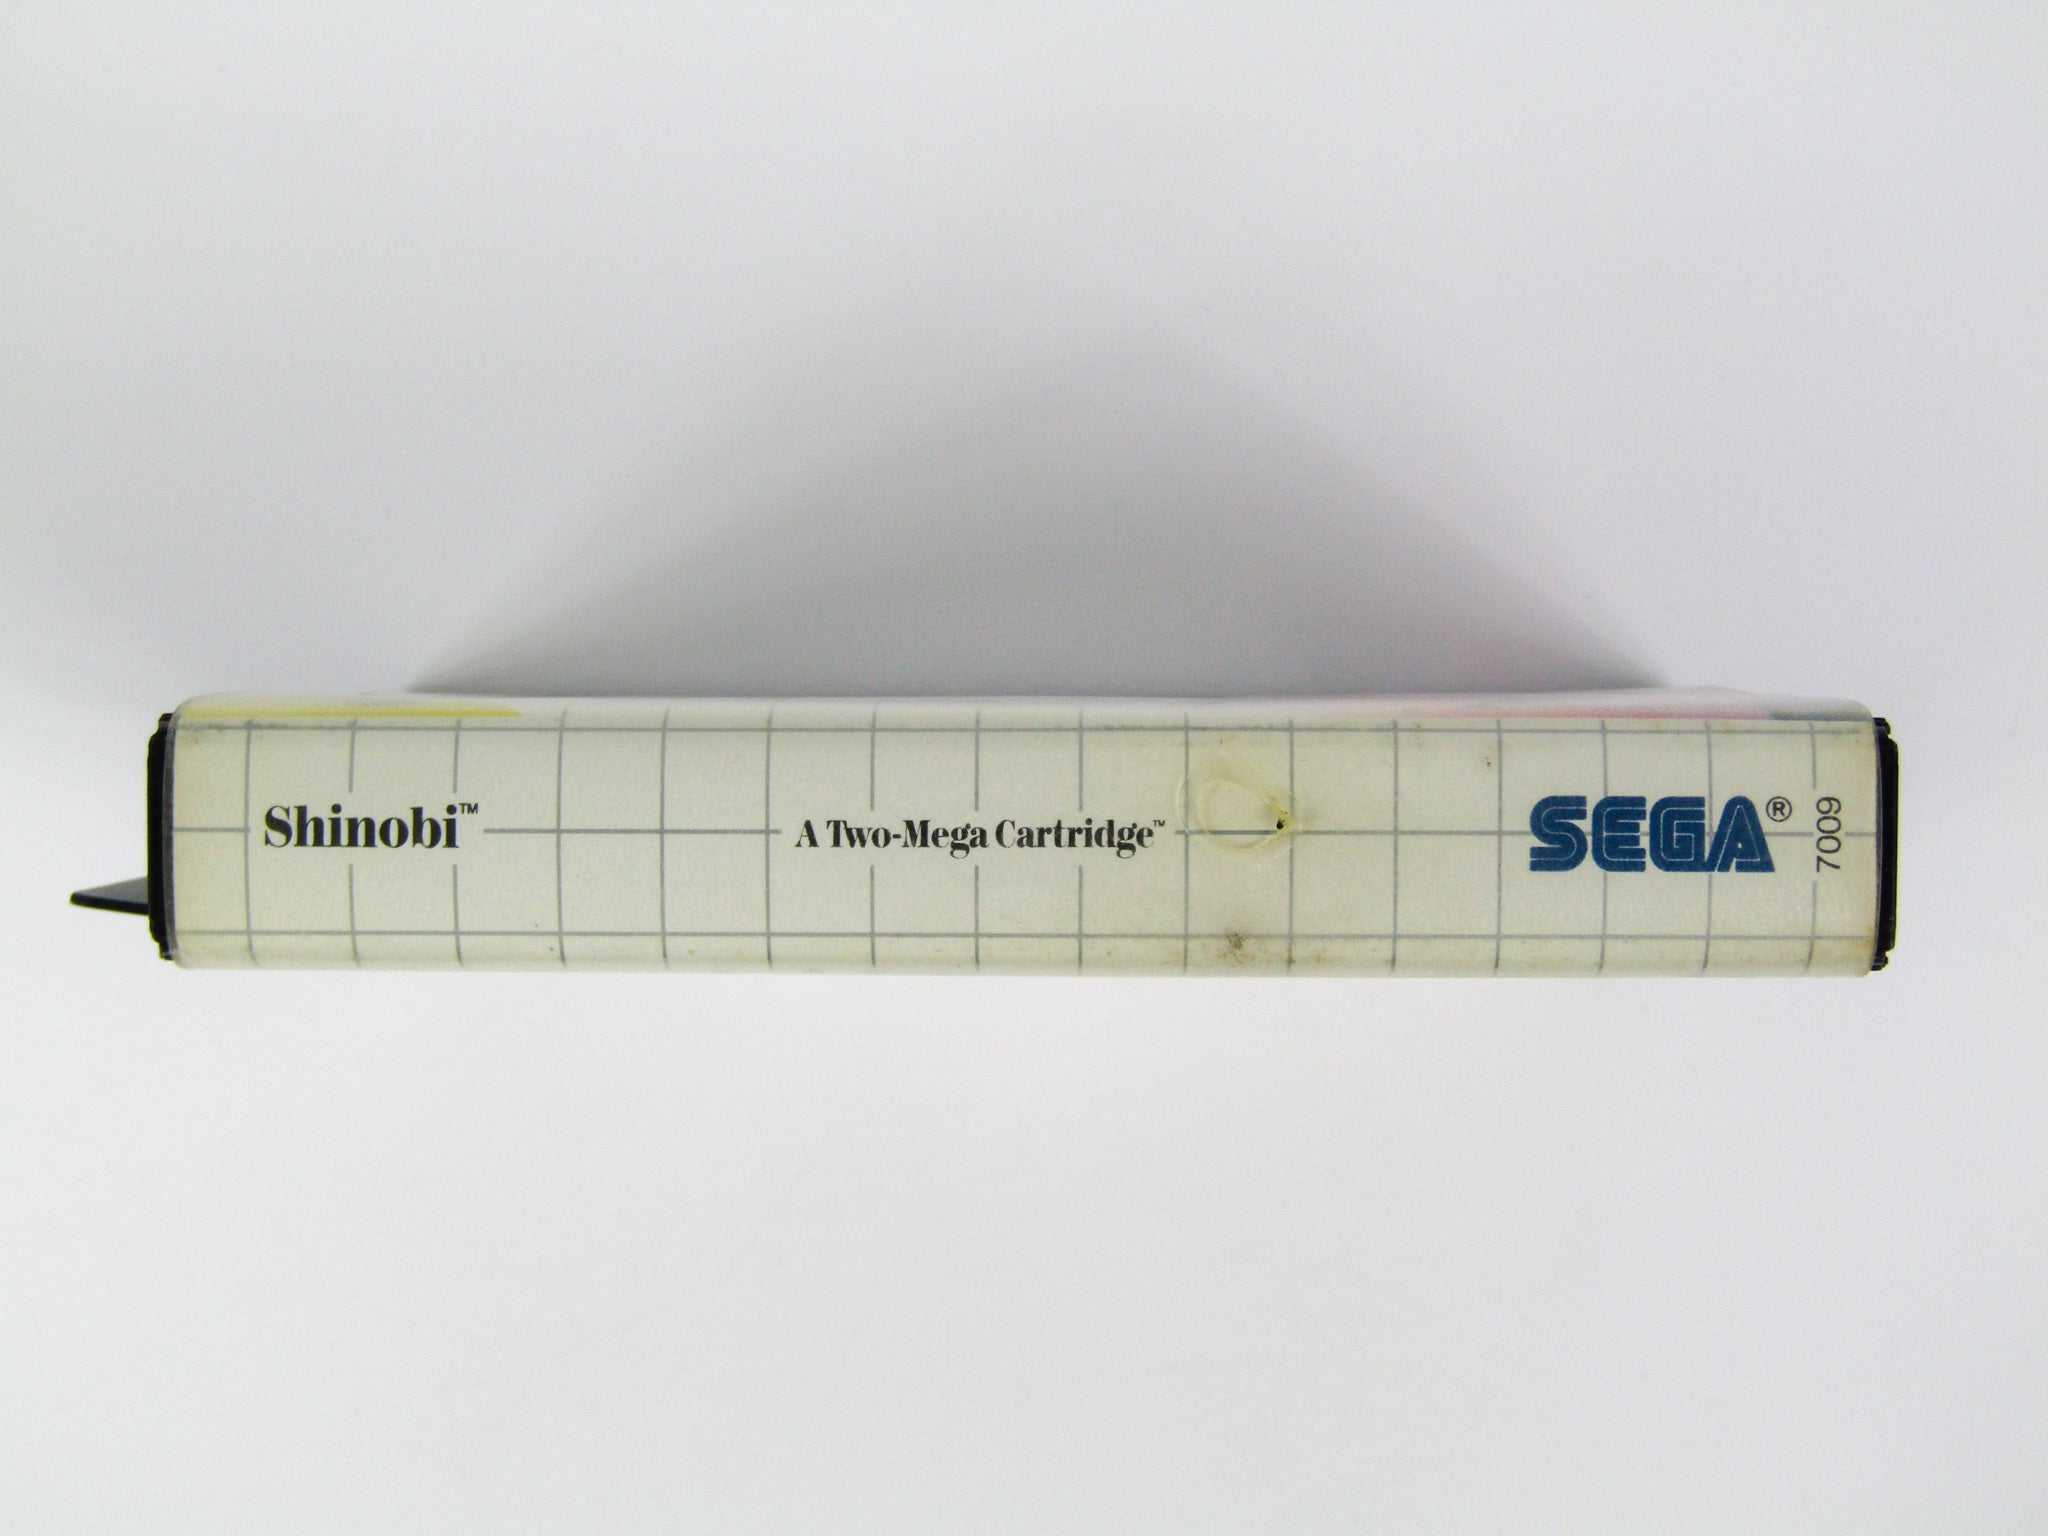 Shinobi™
A Two-Mega Cartridge™
SEGA®
7009